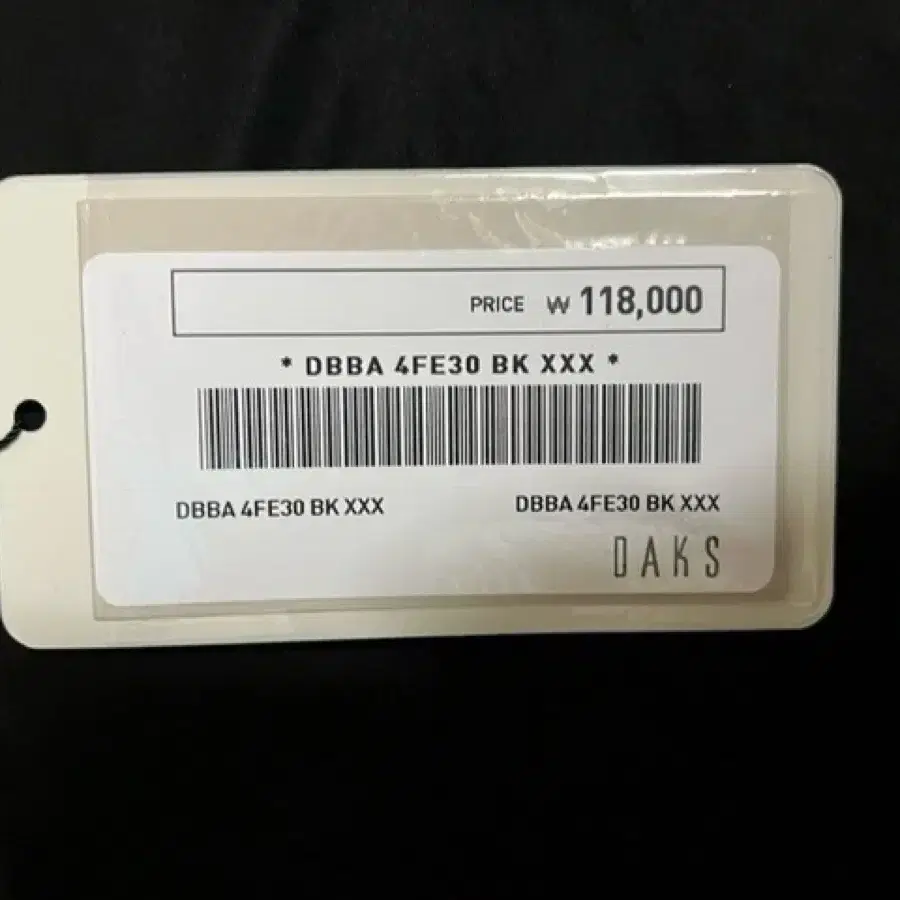 PRICE ₩ 118,000
* DBBA 4FE30 BK XXX *
DBBA 4FE30 BK XXX DBBA 4FE30 BK XXX
DAKS